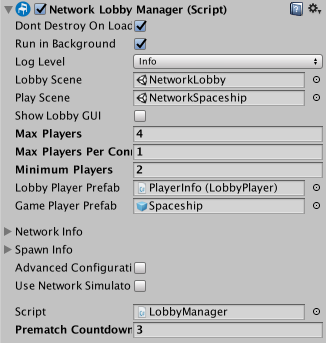 Network Lobby Manager (Script)
Dont Destroy On Load
Run in Background
Log Level Info
Lobby Scene NetworkLobby
Play Scene NetworkSpaceship
Show Lobby GUI
Max Players 4
Max Players Per Conn 1
Minimum Players 2
Lobby Player Prefab PlayerInfo (LobbyPlayer)
Game Player Prefab Spaceship
Network Info
Spawn Info
Advanced Configurati
Use Network Simulato
Script LobbyManager
Prematch Countdown 3